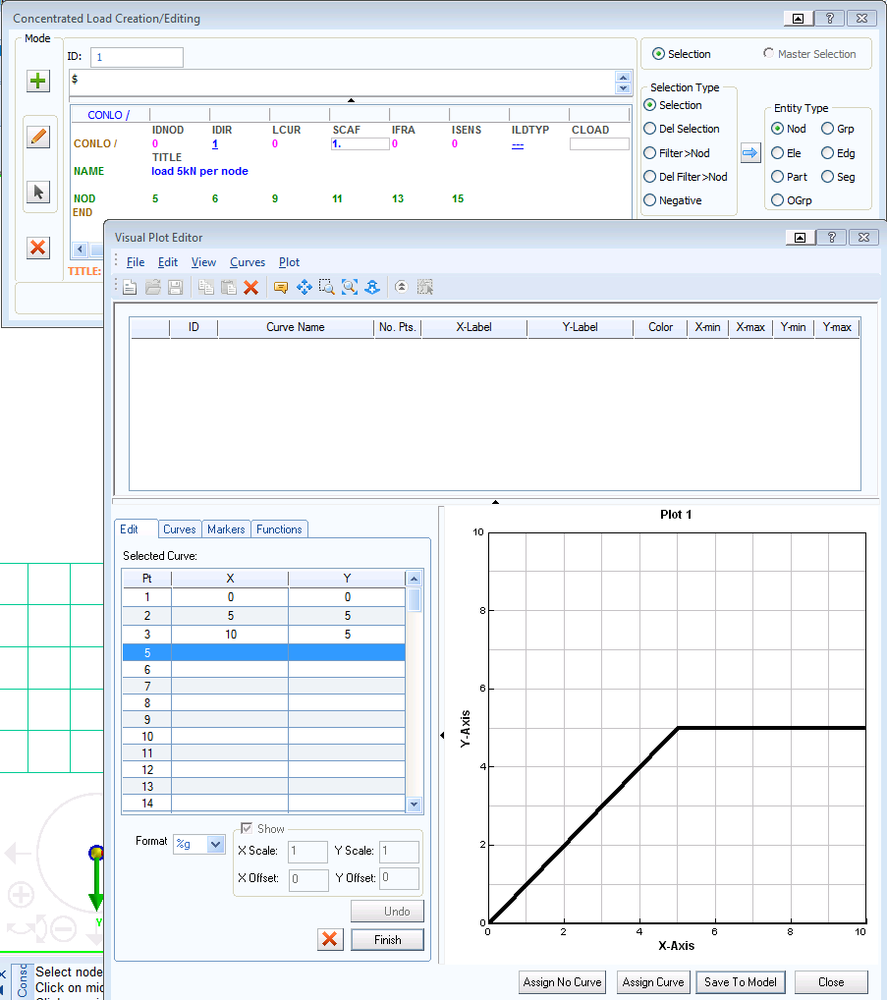 Concentrated Load Creation/Editing
?
Mode
ID: 1
$
Selection Master Selection
Selection Type
Selection
Del Selection
Filter>Nod
Del Filter>Nod
Negative
Entity Type
Nod Grp
Ele Edg
Part Seg
OGrp
CONLO /
IDNOD IDIR LCUR SCAF IFRA ISENS ILDTYP CLOAD
CONLO / 0 1 0 1. 0 0 ---
TITLE
NAME load 5kN per node
NOD 5 6 9 11 13 15
END
TITLE:
Visual Plot Editor
?
File Edit View Curves Plot
ID Curve Name No. Pts. X-Label Y-Label Color X-min X-max Y-min Y-max
Edit Curves Markers Functions
Selected Curve:
Pt X Y
1 0 0
2 5 5
3 10 5
5
6
7
8
9
10
11
12
13
14
Format %g
Show
X Scale: 1 Y Scale: 1
X Offset: 0 Y Offset: 0
Undo
Finish
Plot 1
10
8
6
4
2
0
Y-Axis
0 2 4 6 8 10
X-Axis
Assign No Curve Assign Curve Save To Model Close
Y
Conso
Select node
Click on mid